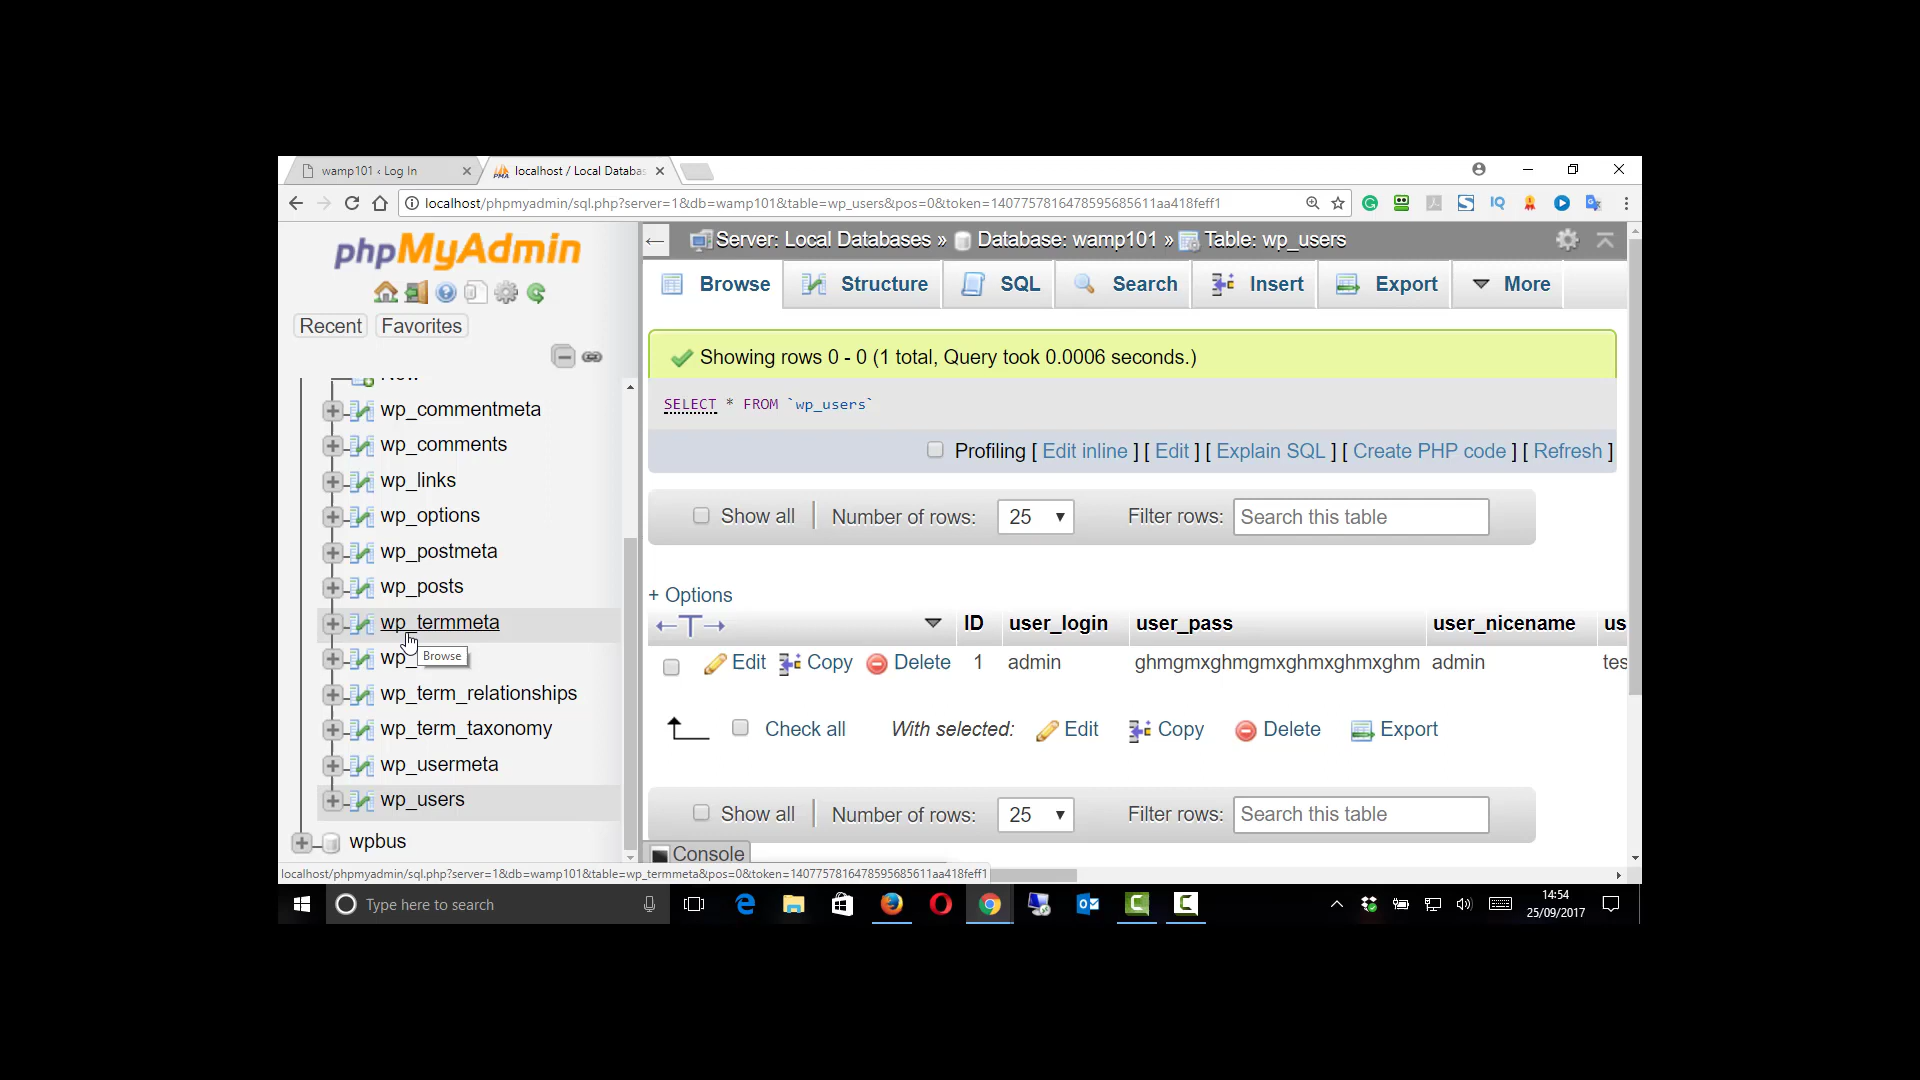 wamp101 ‹ Log In
localhost / Local Databas
localhost/phpmyadmin/sql.php?server=1&db=wamp101&table=wp_users&pos=0&token=1407757816478595685611aa418feff1
phpMyAdmin
Recent Favorites
New
wp_commentmeta
wp_comments
wp_links
wp_options
wp_postmeta
wp_posts
wp_termmeta
wp_
Browse
wp_term_relationships
wp_term_taxonomy
wp_usermeta
wp_users
wpbus
Server: Local Databases » Database: wamp101 » Table: wp_users
Browse Structure SQL Search Insert Export More
Showing rows 0 - 0 (1 total, Query took 0.0006 seconds.)
SELECT * FROM `wp_users`
Profiling [ Edit inline ] [ Edit ] [ Explain SQL ] [ Create PHP code ] [ Refresh ]
Show all Number of rows: 25 Filter rows: Search this table
+ Options
ID user_login user_pass user_nicename us
Edit Copy Delete 1 admin ghmgmxghmgmxghmxghmxghm admin tes
Check all With selected: Edit Copy Delete Export
Show all Number of rows: 25 Filter rows: Search this table
Console
localhost/phpmyadmin/sql.php?server=1&db=wamp101&table=wp_termmeta&pos=0&token=1407757816478595685611aa418feff1
Type here to search
14:54
25/09/2017